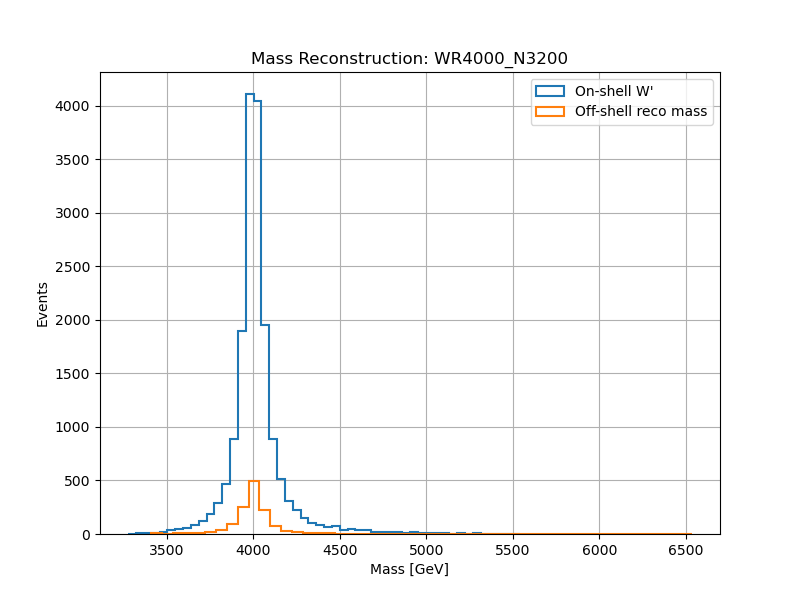 Mass Reconstruction: WR4000_N3200
On-shell W'
Off-shell reco mass
4000
3500
3000
2500
2000
1500
1000
500
0
Events
3500 4000 4500 5000 5500 6000 6500
Mass [GeV]